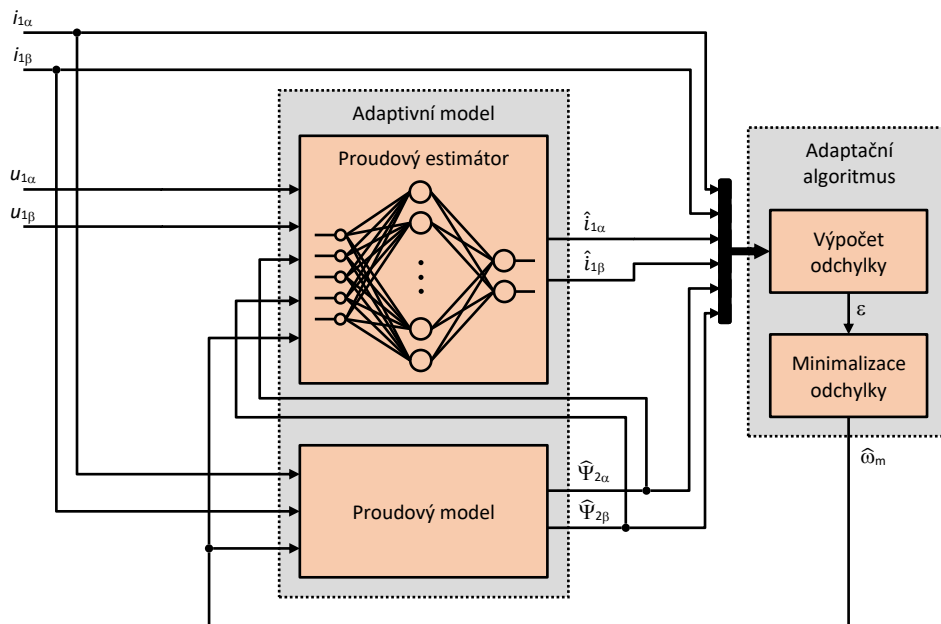 i1α
i1β
Adaptivní model
Proudový estimátor
Adaptační
algoritmus
u1α
u1β
î1α
î1β
Výpočet
odchylky
ε
Minimalizace
odchylky
ω̂m
Ψ̂2α
Ψ̂2β
Proudový model